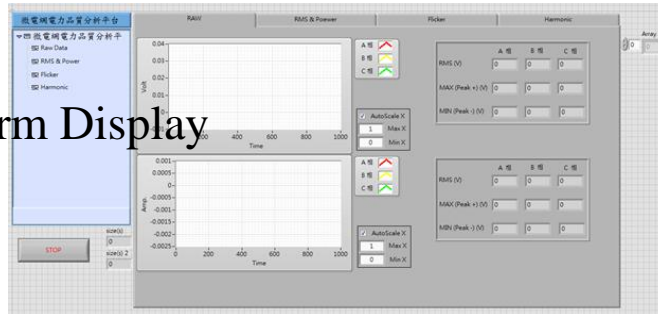 微電網電力品質分析平台
微電網電力品質分析平
Raw Data
RMS & Power
Flicker
Harmonic
RAW
RMS & Poewer
Flicker
Harmonic
Array
0
0
rm Display
0.04
0.03
0.02
0.01
0
-0.01
Volt
200
400
600
800
1000
Time
A 相
B 相
C 相
AutoScale X
1 Max X
0 Min X
A 相 B 相 C 相
RMS (V) 0 0 0
MAX (Peak +) (V) 0 0 0
MIN (Peak -) (V) 0 0 0
0.001
0.0005
0
-0.0005
-0.001
-0.0015
-0.002
-0.0025
Amp.
0 200 400 600 800 1000
Time
A 相
B 相
C 相
AutoScale X
1 Max X
0 Min X
A 相 B 相 C 相
RMS (V) 0 0 0
MAX (Peak +) (V) 0 0 0
MIN (Peak -) (V) 0 0 0
STOP
size(s)
0
size(s) 2
0